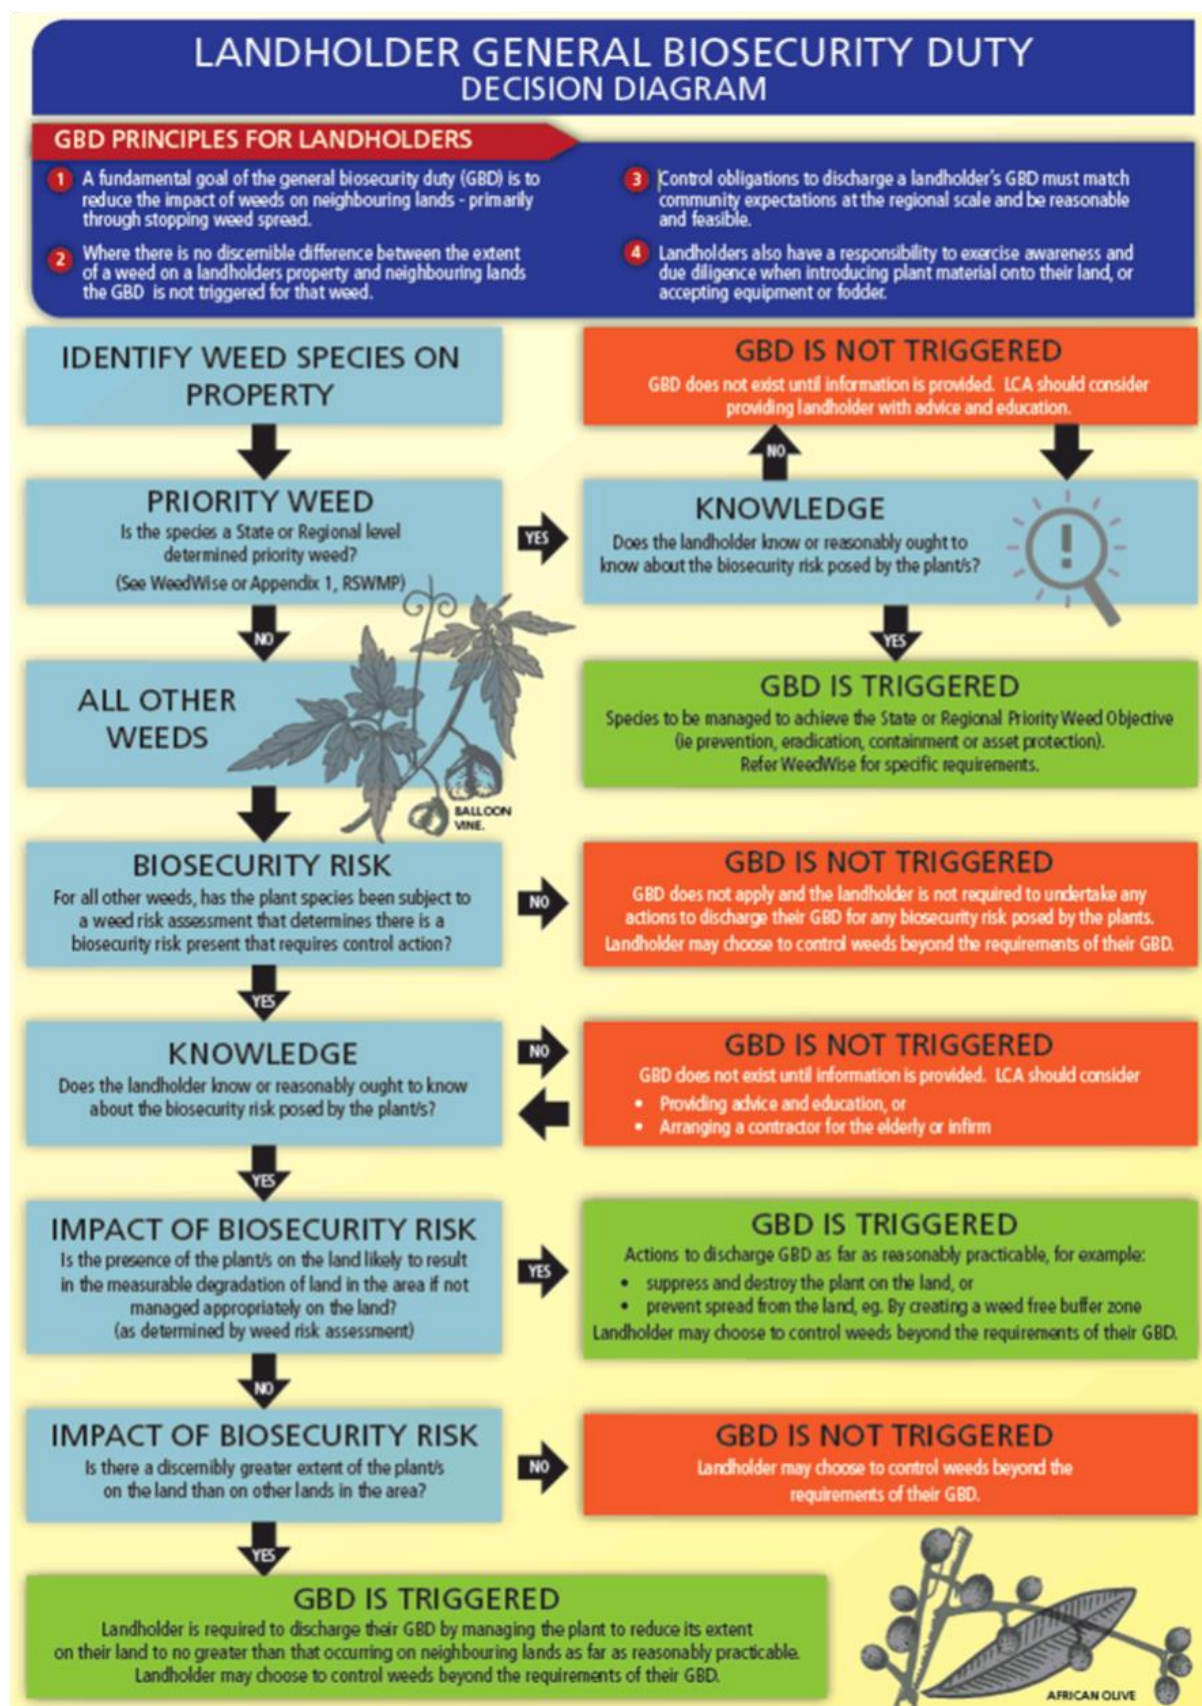 LANDHOLDER GENERAL BIOSECURITY DUTY
DECISION DIAGRAM
GBD PRINCIPLES FOR LANDHOLDERS
1 A fundamental goal of the general biosecurity duty (GBD) is to
reduce the impact of weeds on neighbouring lands - primarily
through stopping weed spread.
2 Where there is no discernible difference between the extent
of a weed on a landholders property and neighbouring lands
the GBD is not triggered for that weed.
3 Control obligations to discharge a landholder's GBD must match
community expectations at the regional scale and be reasonable
and feasible.
4 Landholders also have a responsibility to exercise awareness and
due diligence when introducing plant material onto their land, or
accepting equipment or fodder.
IDENTIFY WEED SPECIES ON
PROPERTY
GBD IS NOT TRIGGERED
GBD does not exist until information is provided. LCA should consider
providing landholder with advice and education.
NO
PRIORITY WEED
Is the species a State or Regional level
determined priority weed?
(See WeedWise or Appendix 1, RSWMP)
YES
KNOWLEDGE
Does the landholder know or reasonably ought to
know about the biosecurity risk posed by the plant/s?
!
NO
YES
ALL OTHER
WEEDS
BALLOON
VINE.
GBD IS TRIGGERED
Species to be managed to achieve the State or Regional Priority Weed Objective
(ie prevention, eradication, containment or asset protection).
Refer WeedWise for specific requirements.
BIOSECURITY RISK
For all other weeds, has the plant species been subject to
a weed risk assessment that determines there is a
biosecurity risk present that requires control action?
NO
GBD IS NOT TRIGGERED
GBD does not apply and the landholder is not required to undertake any
actions to discharge their GBD for any biosecurity risk posed by the plants.
Landholder may choose to control weeds beyond the requirements of their GBD.
YES
KNOWLEDGE
Does the landholder know or reasonably ought to know
about the biosecurity risk posed by the plant/s?
NO
GBD IS NOT TRIGGERED
GBD does not exist until information is provided. LCA should consider
• Providing advice and education, or
• Arranging a contractor for the elderly or infirm
YES
IMPACT OF BIOSECURITY RISK
Is the presence of the plant/s on the land likely to result
in the measurable degradation of land in the area if not
managed appropriately on the land?
(as determined by weed risk assessment)
YES
GBD IS TRIGGERED
Actions to discharge GBD as far as reasonably practicable, for example:
• suppress and destroy the plant on the land, or
• prevent spread from the land, eg. By creating a weed free buffer zone
Landholder may choose to control weeds beyond the requirements of their GBD.
NO
IMPACT OF BIOSECURITY RISK
Is there a discernibly greater extent of the plant/s
on the land than on other lands in the area?
NO
GBD IS NOT TRIGGERED
Landholder may choose to control weeds beyond the
requirements of their GBD.
YES
GBD IS TRIGGERED
Landholder is required to discharge their GBD by managing the plant to reduce its extent
on their land to no greater than that occurring on neighbouring lands as far as reasonably practicable.
Landholder may choose to control weeds beyond the requirements of their GBD.
AFRICAN OLIVE